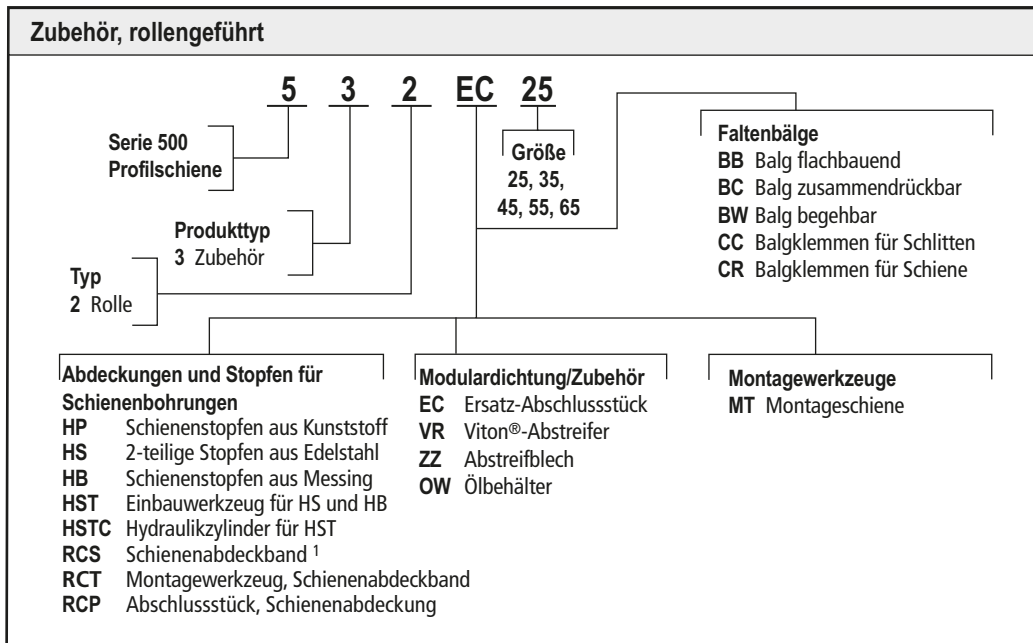 Zubehör, rollengeführt
5 3 2 EC 25
Serie 500
Profilschiene
Größe
25, 35,
45, 55, 65
Produkttyp
3 Zubehör
Typ
2 Rolle
Faltenbälge
BB Balg flachbauend
BC Balg zusammendrückbar
BW Balg begehbar
CC Balgklemmen für Schlitten
CR Balgklemmen für Schiene
Abdeckungen und Stopfen für
Schienenbohrungen
HP Schienenstopfen aus Kunststoff
HS 2-teilige Stopfen aus Edelstahl
HB Schienenstopfen aus Messing
HST Einbauwerkzeug für HS und HB
HSTC Hydraulikzylinder für HST
RCS Schienenabdeckband ¹
RCT Montagewerkzeug, Schienenabdeckband
RCP Abschlussstück, Schienenabdeckung
Modulardichtung/Zubehör
EC Ersatz-Abschlussstück
VR Viton®-Abstreifer
ZZ Abstreifblech
OW Ölbehälter
Montagewerkzeuge
MT Montageschiene